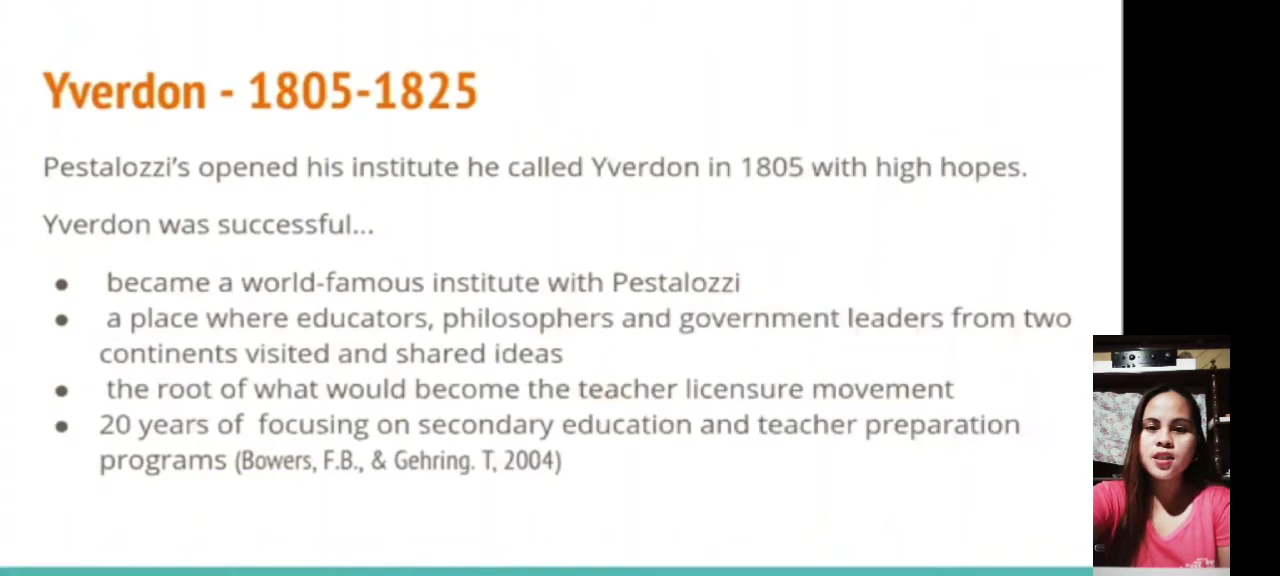 Yverdon - 1805-1825
Pestalozzi's opened his institute he called Yverdon in 1805 with high hopes.
Yverdon was successful...
● became a world-famous institute with Pestalozzi
● a place where educators, philosophers and government leaders from two
continents visited and shared ideas
● the root of what would become the teacher licensure movement
● 20 years of focusing on secondary education and teacher preparation
programs (Bowers, F.B., & Gehring. T, 2004)